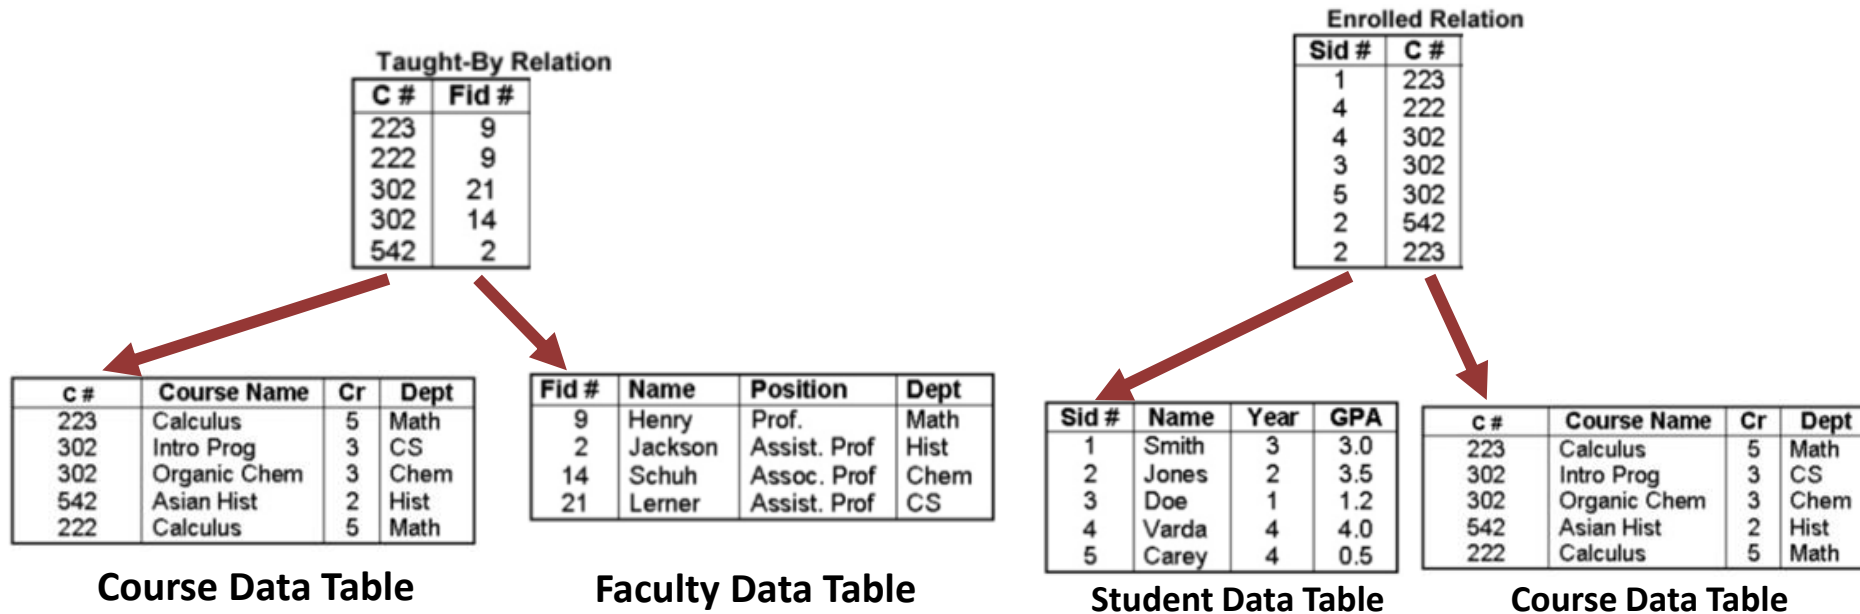 Taught-By Relation
C # Fid #
223 9
222 9
302 21
302 14
542 2
Enrolled Relation
Sid # C #
1 223
4 222
4 302
3 302
5 302
2 542
2 223
C # Course Name Cr Dept
223 Calculus 5 Math
302 Intro Prog 3 CS
302 Organic Chem 3 Chem
542 Asian Hist 2 Hist
222 Calculus 5 Math
Course Data Table
Fid # Name Position Dept
9 Henry Prof. Math
2 Jackson Assist. Prof Hist
14 Schuh Assoc. Prof Chem
21 Lerner Assist. Prof CS
Faculty Data Table
Sid # Name Year GPA
1 Smith 3 3.0
2 Jones 2 3.5
3 Doe 1 1.2
4 Varda 4 4.0
5 Carey 4 0.5
Student Data Table
C # Course Name Cr Dept
223 Calculus 5 Math
302 Intro Prog 3 CS
302 Organic Chem 3 Chem
542 Asian Hist 2 Hist
222 Calculus 5 Math
Course Data Table